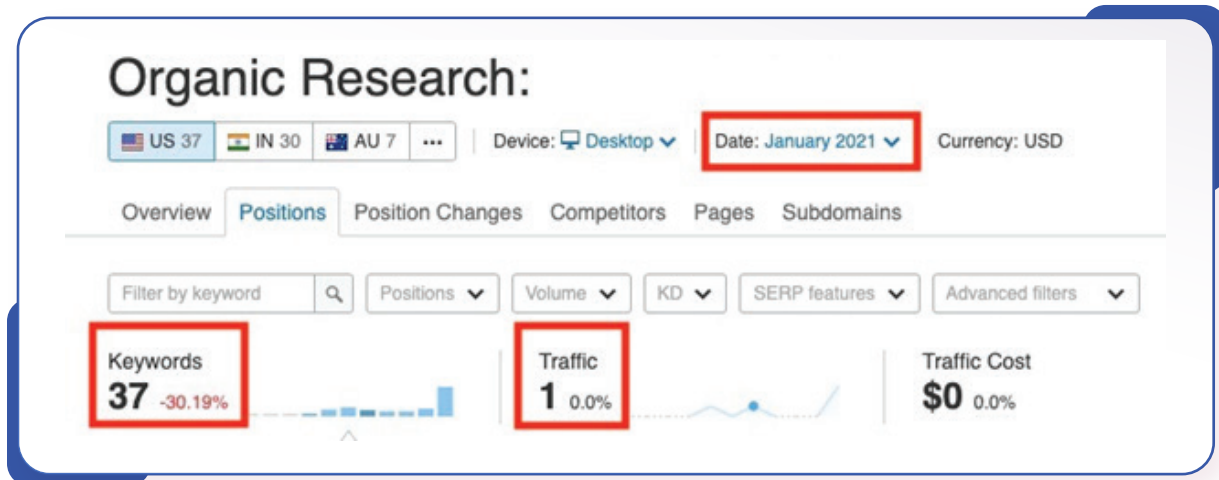 Organic Research:
US 37 IN 30 AU 7 ... Device: Desktop Date: January 2021 Currency: USD
Overview Positions Position Changes Competitors Pages Subdomains
Filter by keyword Positions Volume KD SERP features Advanced filters
Keywords Traffic Traffic Cost
37 -30.19% 1 0.0% $0 0.0%